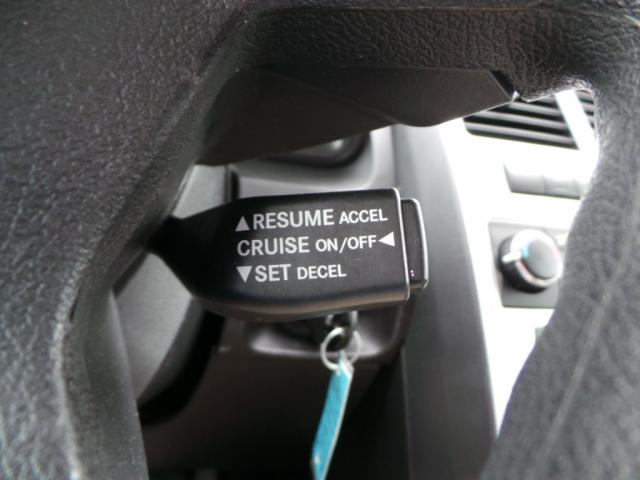 ▲RESUME ACCEL
CRUISE ON/OFF◀
▼SET DECEL